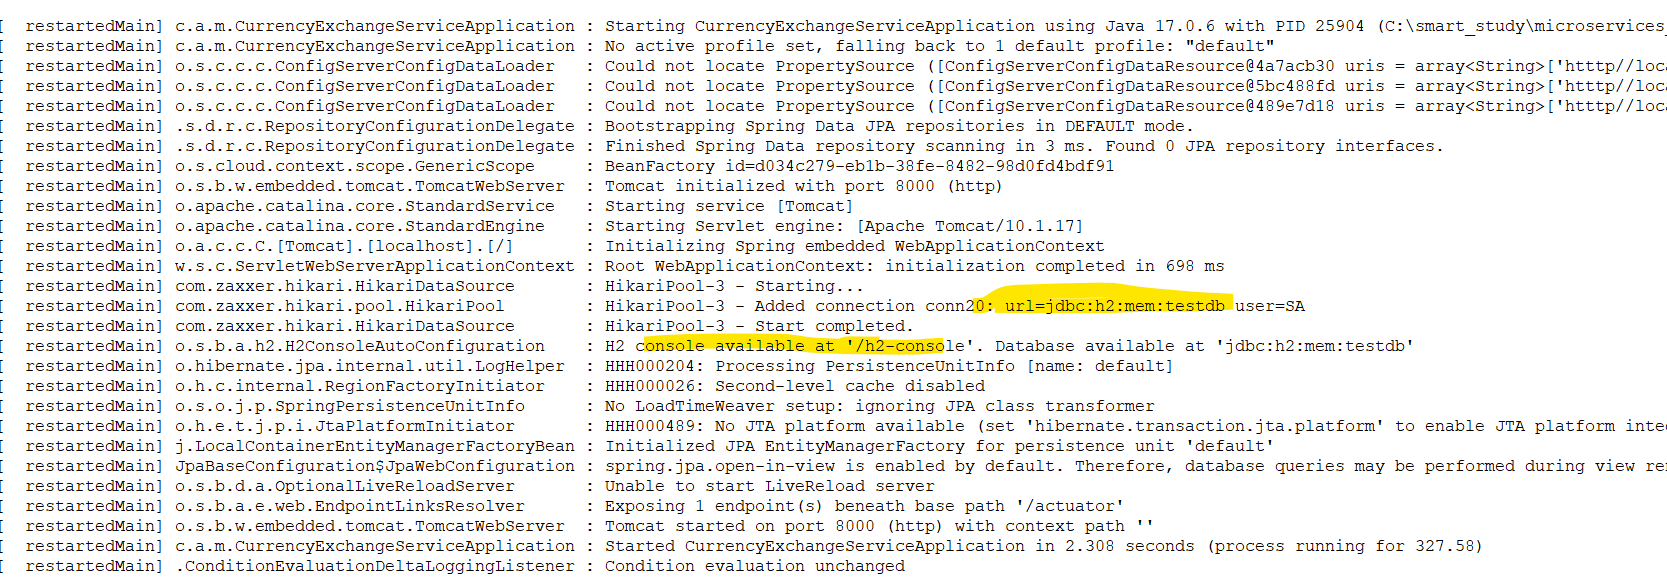 [  restartedMain] c.a.m.CurrencyExchangeServiceApplication : Starting CurrencyExchangeServiceApplication using Java 17.0.6 with PID 25904 (C:\smart_study\microservices_
[  restartedMain] c.a.m.CurrencyExchangeServiceApplication : No active profile set, falling back to 1 default profile: "default"
[  restartedMain] o.s.c.c.c.ConfigServerConfigDataLoader   : Could not locate PropertySource ([ConfigServerConfigDataResource@4a7acb30 uris = array<String>['htttp//loca
[  restartedMain] o.s.c.c.c.ConfigServerConfigDataLoader   : Could not locate PropertySource ([ConfigServerConfigDataResource@5bc488fd uris = array<String>['htttp//loca
[  restartedMain] o.s.c.c.c.ConfigServerConfigDataLoader   : Could not locate PropertySource ([ConfigServerConfigDataResource@489e7d18 uris = array<String>['htttp//loca
[  restartedMain] .s.d.r.c.RepositoryConfigurationDelegate : Bootstrapping Spring Data JPA repositories in DEFAULT mode.
[  restartedMain] .s.d.r.c.RepositoryConfigurationDelegate : Finished Spring Data repository scanning in 3 ms. Found 0 JPA repository interfaces.
[  restartedMain] o.s.cloud.context.scope.GenericScope     : BeanFactory id=d034c279-eb1b-38fe-8482-98d0fd4bdf91
[  restartedMain] o.s.b.w.embedded.tomcat.TomcatWebServer  : Tomcat initialized with port 8000 (http)
[  restartedMain] o.apache.catalina.core.StandardService   : Starting service [Tomcat]
[  restartedMain] o.apache.catalina.core.StandardEngine    : Starting Servlet engine: [Apache Tomcat/10.1.17]
[  restartedMain] o.a.c.c.C.[Tomcat].[localhost].[/]       : Initializing Spring embedded WebApplicationContext
[  restartedMain] w.s.c.ServletWebServerApplicationContext : Root WebApplicationContext: initialization completed in 698 ms
[  restartedMain] com.zaxxer.hikari.HikariDataSource       : HikariPool-3 - Starting...
[  restartedMain] com.zaxxer.hikari.pool.HikariPool        : HikariPool-3 - Added connection conn20: url=jdbc:h2:mem:testdb user=SA
[  restartedMain] com.zaxxer.hikari.HikariDataSource       : HikariPool-3 - Start completed.
[  restartedMain] o.s.b.a.h2.H2ConsoleAutoConfiguration    : H2 console available at '/h2-console'. Database available at 'jdbc:h2:mem:testdb'
[  restartedMain] o.hibernate.jpa.internal.util.LogHelper  : HHH000204: Processing PersistenceUnitInfo [name: default]
[  restartedMain] o.h.c.internal.RegionFactoryInitiator    : HHH000026: Second-level cache disabled
[  restartedMain] o.s.o.j.p.SpringPersistenceUnitInfo      : No LoadTimeWeaver setup: ignoring JPA class transformer
[  restartedMain] o.h.e.t.j.p.i.JtaPlatformInitiator       : HHH000489: No JTA platform available (set 'hibernate.transaction.jta.platform' to enable JTA platform inte
[  restartedMain] j.LocalContainerEntityManagerFactoryBean : Initialized JPA EntityManagerFactory for persistence unit 'default'
[  restartedMain] JpaBaseConfiguration$JpaWebConfiguration : spring.jpa.open-in-view is enabled by default. Therefore, database queries may be performed during view re
[  restartedMain] o.s.b.d.a.OptionalLiveReloadServer       : Unable to start LiveReload server
[  restartedMain] o.s.b.a.e.web.EndpointLinksResolver      : Exposing 1 endpoint(s) beneath base path '/actuator'
[  restartedMain] o.s.b.w.embedded.tomcat.TomcatWebServer  : Tomcat started on port 8000 (http) with context path ''
[  restartedMain] c.a.m.CurrencyExchangeServiceApplication : Started CurrencyExchangeServiceApplication in 2.308 seconds (process running for 327.58)
[  restartedMain] .ConditionEvaluationDeltaLoggingListener : Condition evaluation unchanged